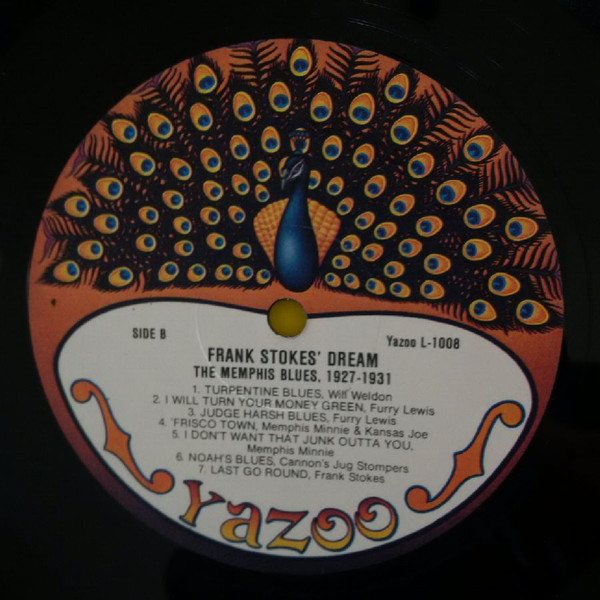 SIDE B
Yazoo L-1008
FRANK STOKES' DREAM
THE MEMPHIS BLUES, 1927-1931
1. TURPENTINE BLUES, Wiff Weldon
2. I WILL TURN YOUR MONEY GREEN, Furry Lewis
3. JUDGE HARSH BLUES, Furry Lewis
4. 'FRISCO TOWN, Memphis Minnie & Kansas Joe
5. I DON'T WANT THAT JUNK OUTTA YOU,
Memphis Minnie
6. NOAH'S BLUES, Cannon's Jug Stompers
7. LAST GO ROUND, Frank Stokes
Yazoo